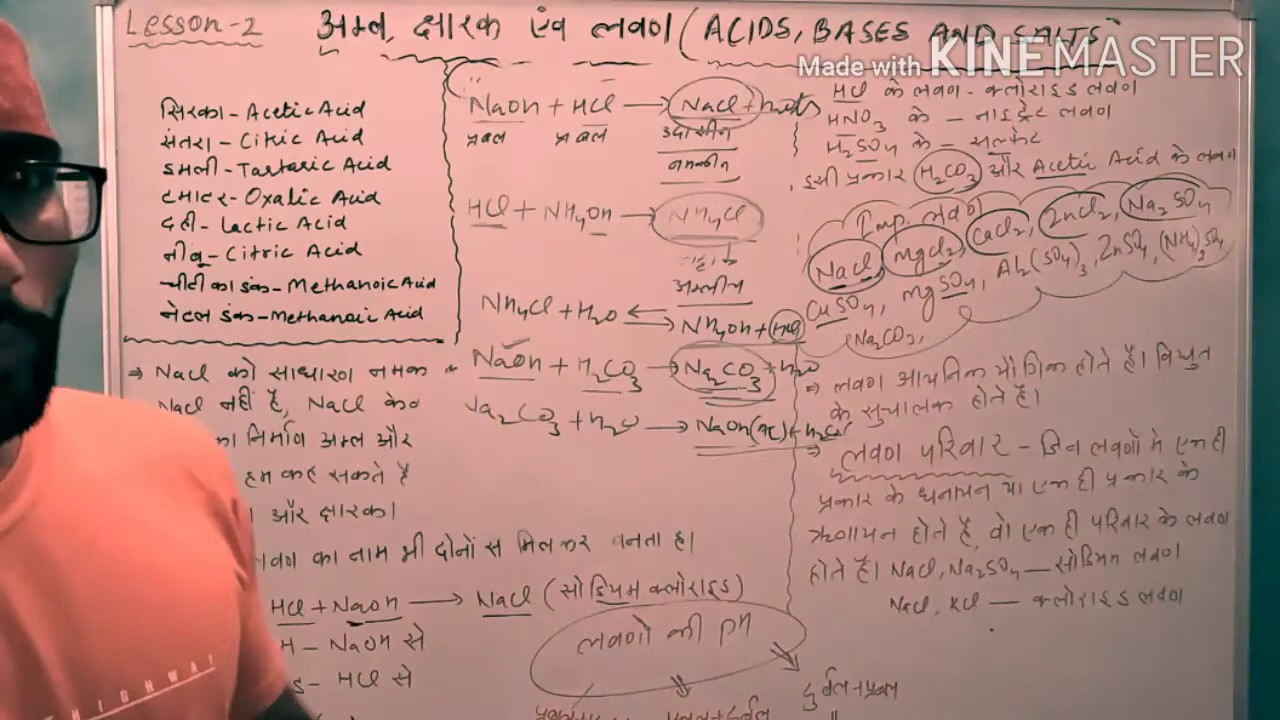 Lesson-2
अम्ल, क्षारक एंव लवण (ACIDS, BASES AND SALTS
Made with KINEMASTER
सिरका - Acetic Acid
संतरा - Citric Acid
इमली - Tartaric Acid
टमाटर - Oxalic Acid
दही - Lactic Acid
नीबू - Citric Acid
चीटी का डंक - Methanoic Acid
नेटल डंक - Methanoic Acid
⇒ NaCl को साधारण नमक
NaCl नहीं है, NaCl के
का निर्माण अम्ल और
हम कह सकते है
और क्षारक।
लवण का नाम भी दोनों स मिलकर बनता है।
HCl + NaOH → NaCl (सोडियम क्लोराइड)
H - NaOH से
HCl से
NaOH + HCl → NaCl +
प्रबल प्रबल उदासीन
नमकीन
HCl + NH4OH → NH4Cl
अम्लीय
NH4Cl + H2O ⇌ NH4OH + HCl
NaOH + H2CO3 → Na2CO3 + H2O
Na2CO3 + H2O → NaOH(Ac) +
लवणो की pH
दुर्बल + प्रबल
प्रबल + दुर्बल
HCl के लवण - क्लोराइड लवण
HNO3 के - नाइट्रेट लवण
H2SO4 के - सल्फेट
इसी प्रकार H2CO3 और Acetic Acid के लवण
Imp. लवण
NaCl, MgCl2, CaCl2, ZnCl2, Na2SO4
CuSO4, MgSO4, Al2(SO4)3, ZnSO4, (NH4)2SO4
Na2CO3,
⇒ लवण आयनिक यौगिक होते हैं। विधुत
के सुचालक होते हैं।
⇒ लवण परिवार - जिन लवणों मे एक ही
प्रकार के धनायन या एक ही प्रकार के
ऋणायन होते है, वो एक ही परिवार के लवण
होते है। NaCl, Na2SO4 — सोडियम लवण
NaCl, KCl — क्लोराइड लवण
HIGHWAY